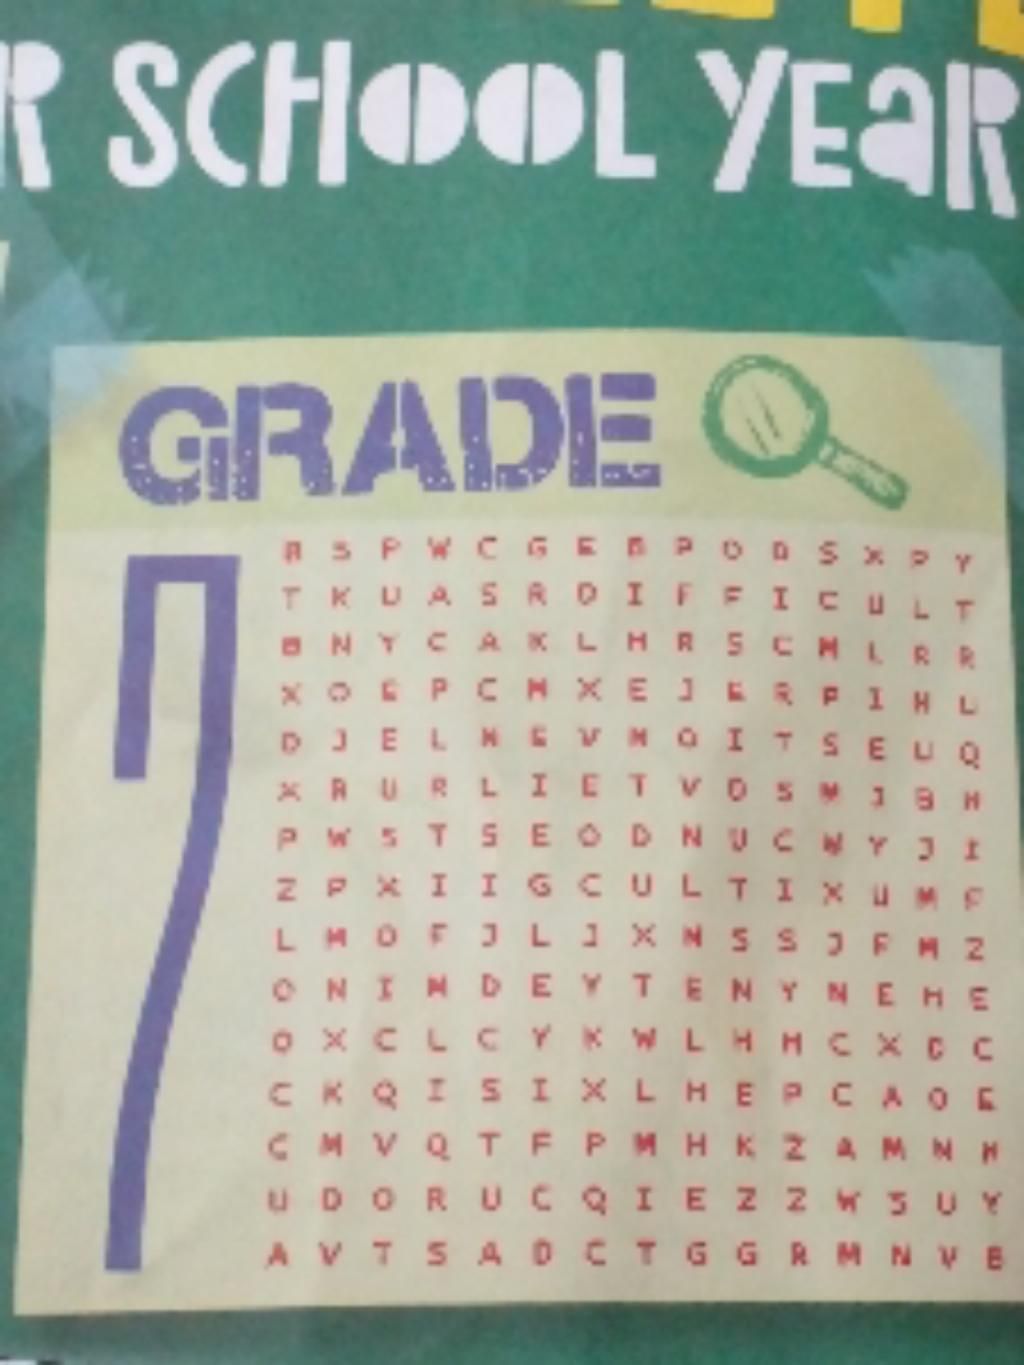 R SCHOOL YEAR
GRADE
7
R S P W C G E B P O B S X P Y
T K U A S R D I F F I C U L T
B N Y C A K L H R S C M L R R
X O E P C M X E J E R P I H L
D J E L N E V N O I T S E U Q
X R U R L I E T V D S W J B H
P W S T S E O D N U C W Y J I
Z P X I I G C U L T I X U M F
L M O F J L J X N S S J F M Z
O N I M D E Y T E N Y N E H E
O X C L C Y K W L H H C X D C
C K Q I S I X L H E P C A O E
C M V Q T F P M H K Z A M N H
U D O R U C Q I E Z Z W S U Y
A V T S A D C T G G R M N V B